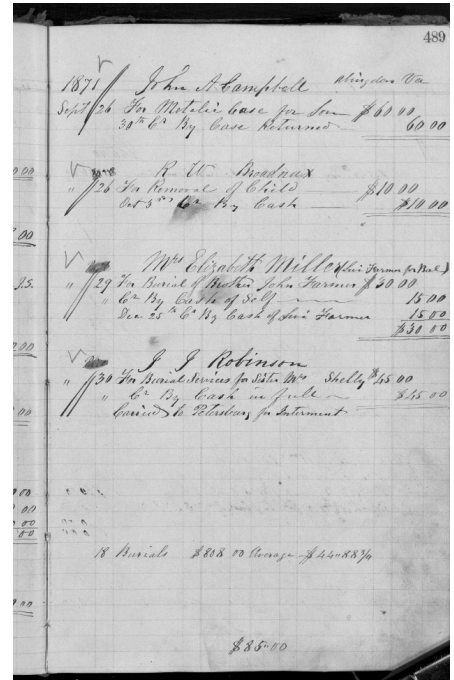 489
1871 John A. Campbell Abingdon Va
Sept 26 For Metalic Case for Son $60 00
30th Cr By Case Returned 60 00
R. W. Broadnax
" 26 For Removal of Child $10 00
Oct 3rd Cr By Cash $10 00
Mrs Elizabeth Miller (Livi Farmer for Bal)
" 29 For Burial of Brother John Farmer $30 00
" Cr By Cash of Self 15 00
Dec 25th Cr By Cash of Livi Farmer 15 00
$30 00
J. J. Robinson
" 30 For Burial Services for Sister Mrs Shelly $45 00
" Cr By Cash in full $45 00
Carried to Petersburg for Interment
18 Burials $808 00 Average $44 88
$85 00